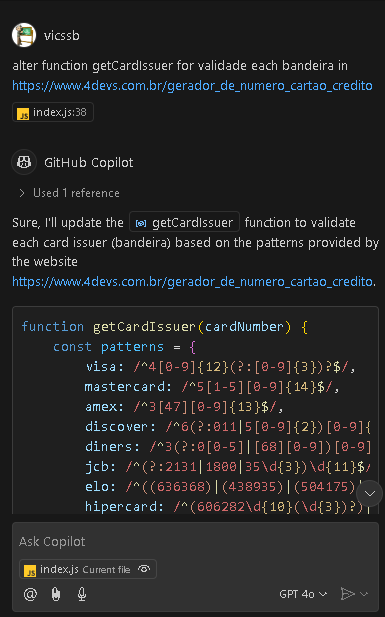 vicssb
alter function getCardIssuer for validade each bandeira in
https://www.4devs.com.br/gerador_de_numero_cartao_credito
JS index.js:38
GitHub Copilot
Used 1 reference
Sure, I'll update the getCardIssuer function to validate
each card issuer (bandeira) based on the patterns provided by
the website
https://www.4devs.com.br/gerador_de_numero_cartao_credito.
function getCardIssuer(cardNumber) {
const patterns = {
visa: /^4[0-9]{12}(?:[0-9]{3})?$/,
mastercard: /^5[1-5][0-9]{14}$/,
amex: /^3[47][0-9]{13}$/,
discover: /^6(?:011|5[0-9]{2})[0-9]{
diners: /^3(?:0[0-5]|[68][0-9])[0-9]
jcb: /^(?:2131|1800|35\d{3})\d{11}$/
elo: /^((636368)|(438935)|(504175)|
hipercard: /^(606282\d{10}(\d{3})?)|
Ask Copilot
JS index.js Current file
GPT 4o